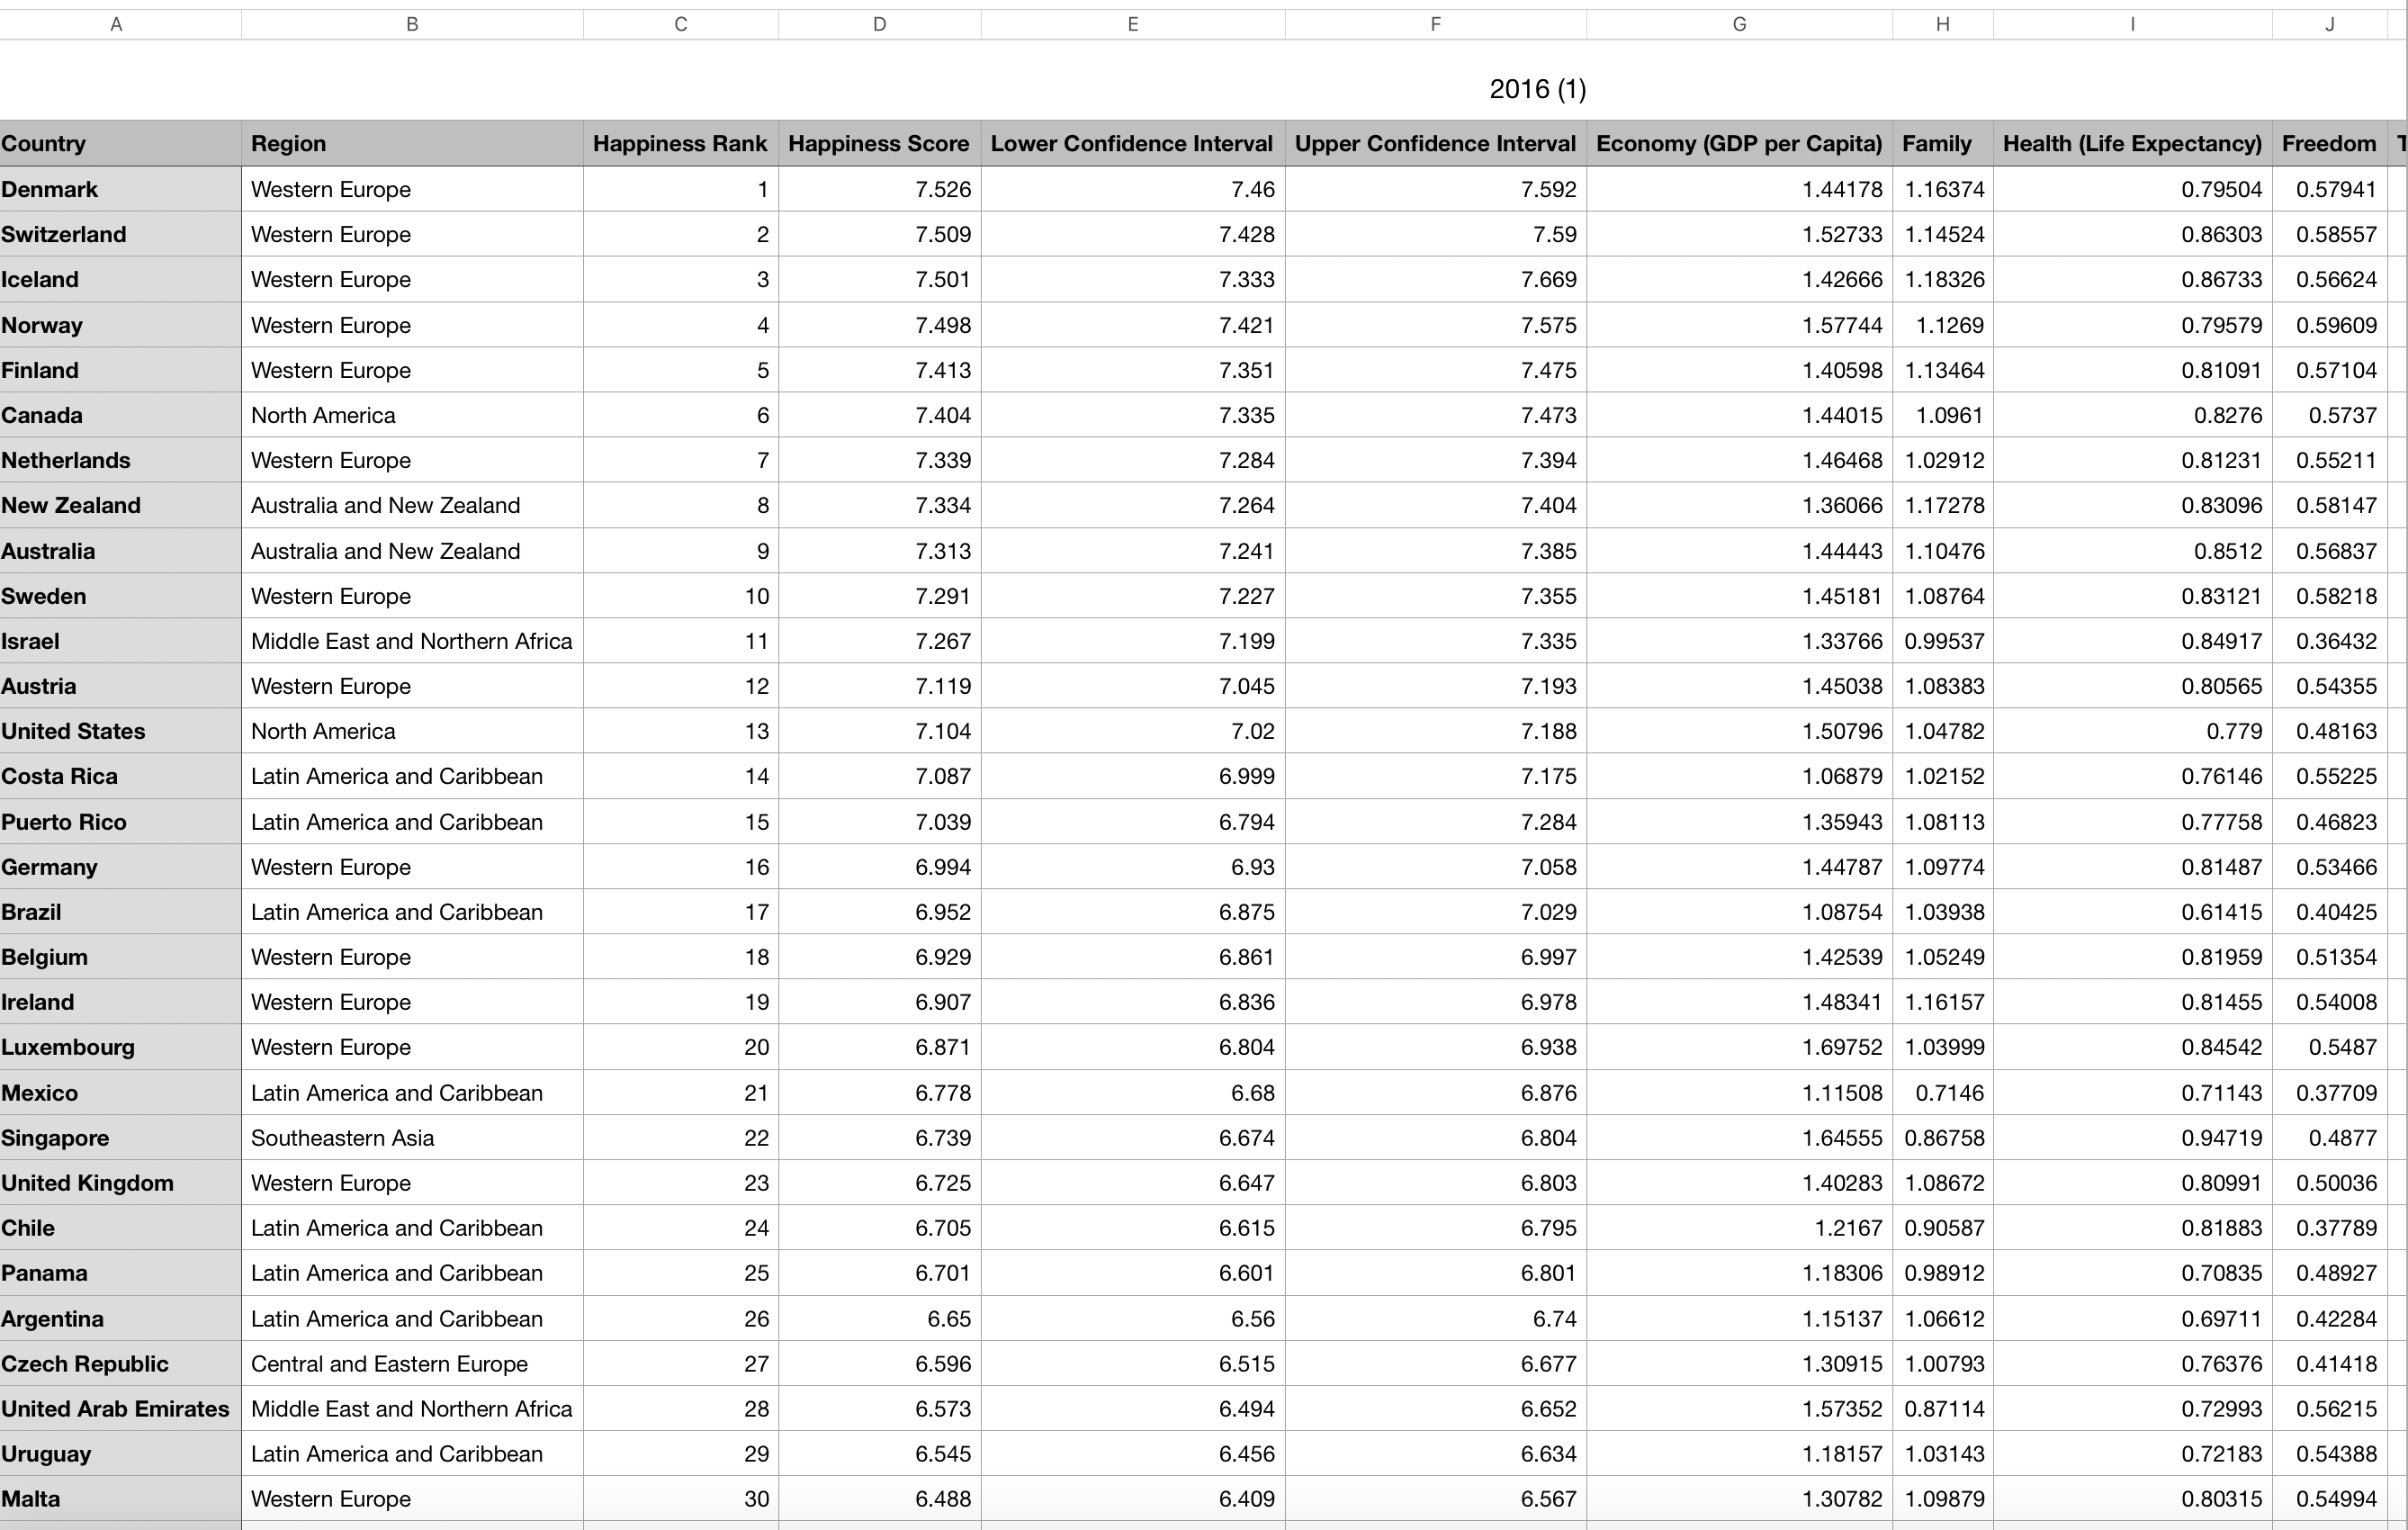 A B C D E F G H I J
2016 (1)
Country Region Happiness Rank Happiness Score Lower Confidence Interval Upper Confidence Interval Economy (GDP per Capita) Family Health (Life Expectancy) Freedom
Denmark Western Europe 1 7.526 7.46 7.592 1.44178 1.16374 0.79504 0.57941
Switzerland Western Europe 2 7.509 7.428 7.59 1.52733 1.14524 0.86303 0.58557
Iceland Western Europe 3 7.501 7.333 7.669 1.42666 1.18326 0.86733 0.56624
Norway Western Europe 4 7.498 7.421 7.575 1.57744 1.1269 0.79579 0.59609
Finland Western Europe 5 7.413 7.351 7.475 1.40598 1.13464 0.81091 0.57104
Canada North America 6 7.404 7.335 7.473 1.44015 1.0961 0.8276 0.5737
Netherlands Western Europe 7 7.339 7.284 7.394 1.46468 1.02912 0.81231 0.55211
New Zealand Australia and New Zealand 8 7.334 7.264 7.404 1.36066 1.17278 0.83096 0.58147
Australia Australia and New Zealand 9 7.313 7.241 7.385 1.44443 1.10476 0.8512 0.56837
Sweden Western Europe 10 7.291 7.227 7.355 1.45181 1.08764 0.83121 0.58218
Israel Middle East and Northern Africa 11 7.267 7.199 7.335 1.33766 0.99537 0.84917 0.36432
Austria Western Europe 12 7.119 7.045 7.193 1.45038 1.08383 0.80565 0.54355
United States North America 13 7.104 7.02 7.188 1.50796 1.04782 0.779 0.48163
Costa Rica Latin America and Caribbean 14 7.087 6.999 7.175 1.06879 1.02152 0.76146 0.55225
Puerto Rico Latin America and Caribbean 15 7.039 6.794 7.284 1.35943 1.08113 0.77758 0.46823
Germany Western Europe 16 6.994 6.93 7.058 1.44787 1.09774 0.81487 0.53466
Brazil Latin America and Caribbean 17 6.952 6.875 7.029 1.08754 1.03938 0.61415 0.40425
Belgium Western Europe 18 6.929 6.861 6.997 1.42539 1.05249 0.81959 0.51354
Ireland Western Europe 19 6.907 6.836 6.978 1.48341 1.16157 0.81455 0.54008
Luxembourg Western Europe 20 6.871 6.804 6.938 1.69752 1.03999 0.84542 0.5487
Mexico Latin America and Caribbean 21 6.778 6.68 6.876 1.11508 0.7146 0.71143 0.37709
Singapore Southeastern Asia 22 6.739 6.674 6.804 1.64555 0.86758 0.94719 0.4877
United Kingdom Western Europe 23 6.725 6.647 6.803 1.40283 1.08672 0.80991 0.50036
Chile Latin America and Caribbean 24 6.705 6.615 6.795 1.2167 0.90587 0.81883 0.37789
Panama Latin America and Caribbean 25 6.701 6.601 6.801 1.18306 0.98912 0.70835 0.48927
Argentina Latin America and Caribbean 26 6.65 6.56 6.74 1.15137 1.06612 0.69711 0.42284
Czech Republic Central and Eastern Europe 27 6.596 6.515 6.677 1.30915 1.00793 0.76376 0.41418
United Arab Emirates Middle East and Northern Africa 28 6.573 6.494 6.652 1.57352 0.87114 0.72993 0.56215
Uruguay Latin America and Caribbean 29 6.545 6.456 6.634 1.18157 1.03143 0.72183 0.54388
Malta Western Europe 30 6.488 6.409 6.567 1.30782 1.09879 0.80315 0.54994